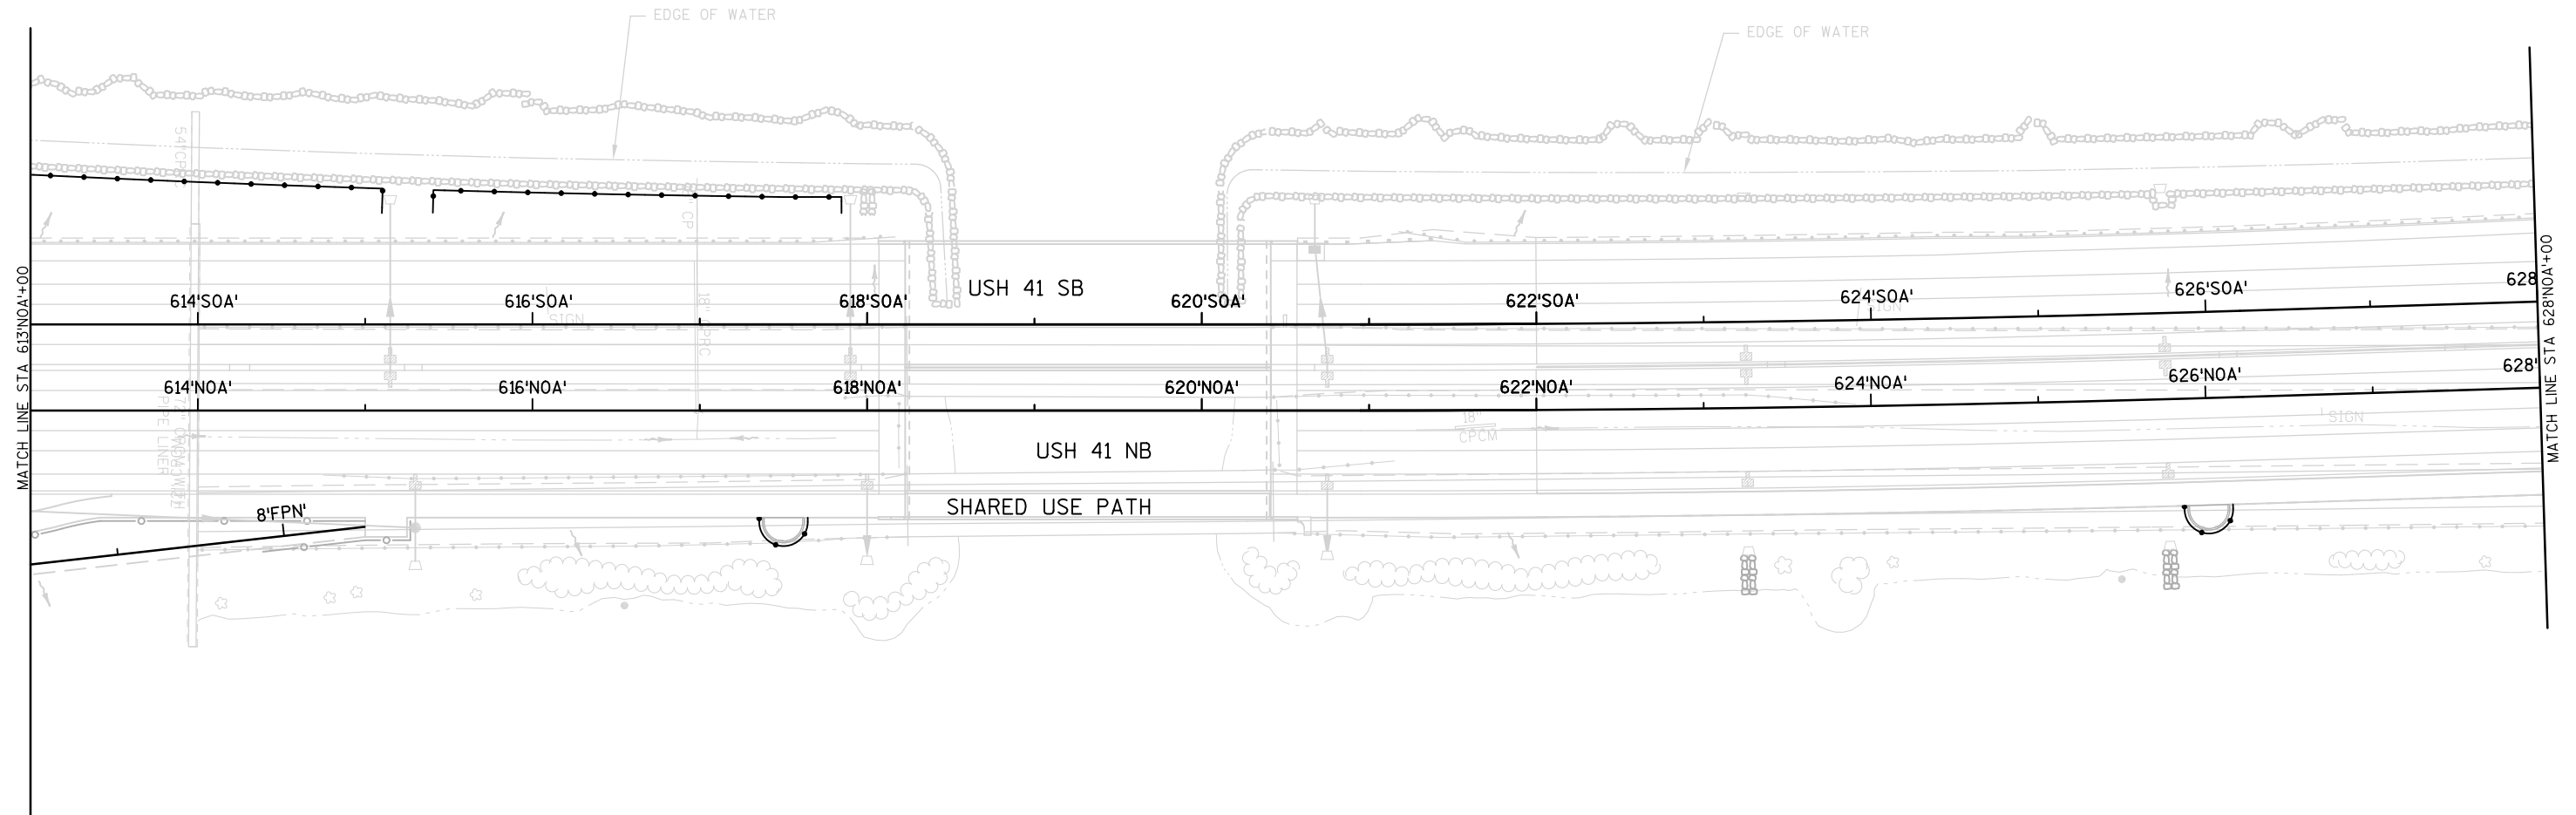 EDGE OF WATER
EDGE OF WATER
USH 41 SB
614'SOA'
616'SOA'
618'SOA'
620'SOA'
622'SOA'
624'SOA'
626'SOA'
628
SIGN
SIGN
MATCH LINE STA 613'NOA'+00
MATCH LINE STA 628'NOA'+00
614'NOA'
616'NOA'
618'NOA'
620'NOA'
622'NOA'
624'NOA'
626'NOA'
628'
18"
CPCM
SIGN
USH 41 NB
SHARED USE PATH
8'FPN'
PIPE LINER